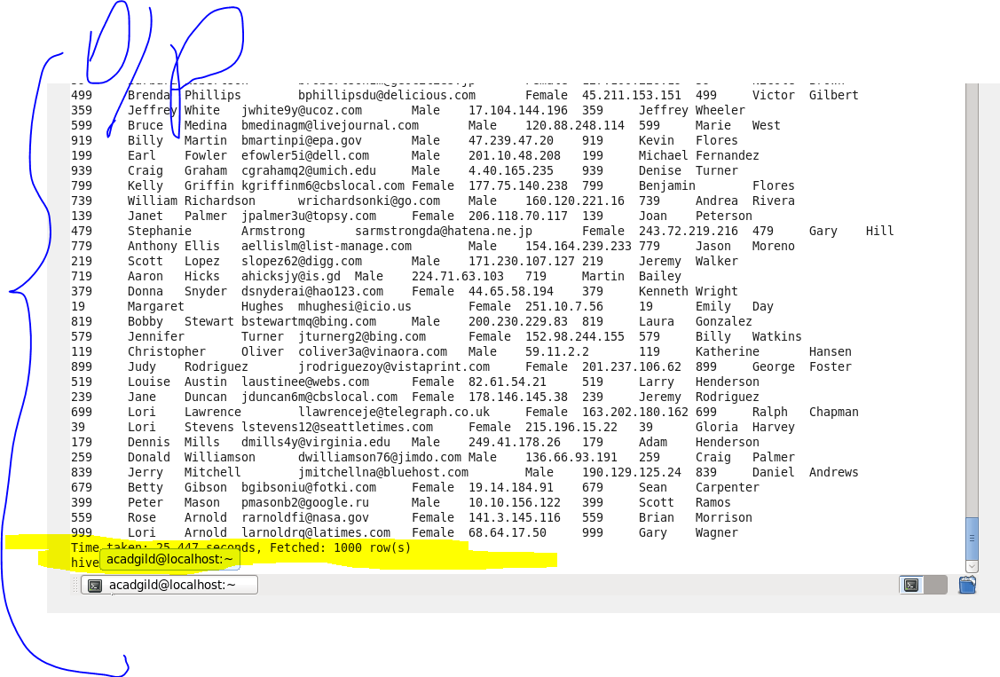 O/p
499 Brenda Phillips bphillipsdu@delicious.com Female 45.211.153.151 499 Victor Gilbert
359 Jeffrey White jwhite9y@ucoz.com Male 17.104.144.196 359 Jeffrey Wheeler
599 Bruce Medina bmedinagm@livejournal.com Male 120.88.248.114 599 Marie West
919 Billy Martin bmartinpi@epa.gov Male 47.239.47.20 919 Kevin Flores
199 Earl Fowler efowler5i@dell.com Male 201.10.48.208 199 Michael Fernandez
939 Craig Graham cgrahamq2@umich.edu Male 4.40.165.235 939 Denise Turner
799 Kelly Griffin kgriffinm6@cbslocal.com Female 177.75.140.238 799 Benjamin Flores
739 William Richardson wrichardsonki@go.com Male 160.120.221.16 739 Andrea Rivera
139 Janet Palmer jpalmer3u@topsy.com Female 206.118.70.117 139 Joan Peterson
479 Stephanie Armstrong sarmstrongda@hatena.ne.jp Female 243.72.219.216 479 Gary Hill
779 Anthony Ellis aellislm@list-manage.com Male 154.164.239.233 779 Jason Moreno
219 Scott Lopez slopez62@digg.com Male 171.230.107.127 219 Jeremy Walker
719 Aaron Hicks ahicksjy@is.gd Male 224.71.63.103 719 Martin Bailey
379 Donna Snyder dsnyderai@hao123.com Female 44.65.58.194 379 Kenneth Wright
19 Margaret Hughes mhughesi@icio.us Female 251.10.7.56 19 Emily Day
819 Bobby Stewart bstewartmq@bing.com Male 200.230.229.83 819 Laura Gonzalez
579 Jennifer Turner jturnerg2@bing.com Female 152.98.244.155 579 Billy Watkins
119 Christopher Oliver coliver3a@vinaora.com Male 59.11.2.2 119 Katherine Hansen
899 Judy Rodriguez jrodriguezoy@vistaprint.com Female 201.237.106.62 899 George Foster
519 Louise Austin laustinee@webs.com Female 82.61.54.21 519 Larry Henderson
239 Jane Duncan jduncan6m@cbslocal.com Female 178.146.145.38 239 Jeremy Rodriguez
699 Lori Lawrence llawrenceje@telegraph.co.uk Female 163.202.180.162 699 Ralph Chapman
39 Lori Stevens lstevens12@seattletimes.com Female 215.196.15.22 39 Gloria Harvey
179 Dennis Mills dmills4y@virginia.edu Male 249.41.178.26 179 Adam Henderson
259 Donald Williamson dwilliamson76@jimdo.com Male 136.66.93.191 259 Craig Palmer
839 Jerry Mitchell jmitchellna@bluehost.com Male 190.129.125.24 839 Daniel Andrews
679 Betty Gibson bgibsoniu@fotki.com Female 19.14.184.91 679 Sean Carpenter
399 Peter Mason pmasonb2@google.ru Male 10.10.156.122 399 Scott Ramos
559 Rose Arnold rarnoldfi@nasa.gov Female 141.3.145.116 559 Brian Morrison
999 Lori Arnold larnoldrq@latimes.com Female 68.64.17.50 999 Gary Wagner
Time taken: 25.447 seconds, Fetched: 1000 row(s)
hive
acadgild@localhost:~
acadgild@localhost:~